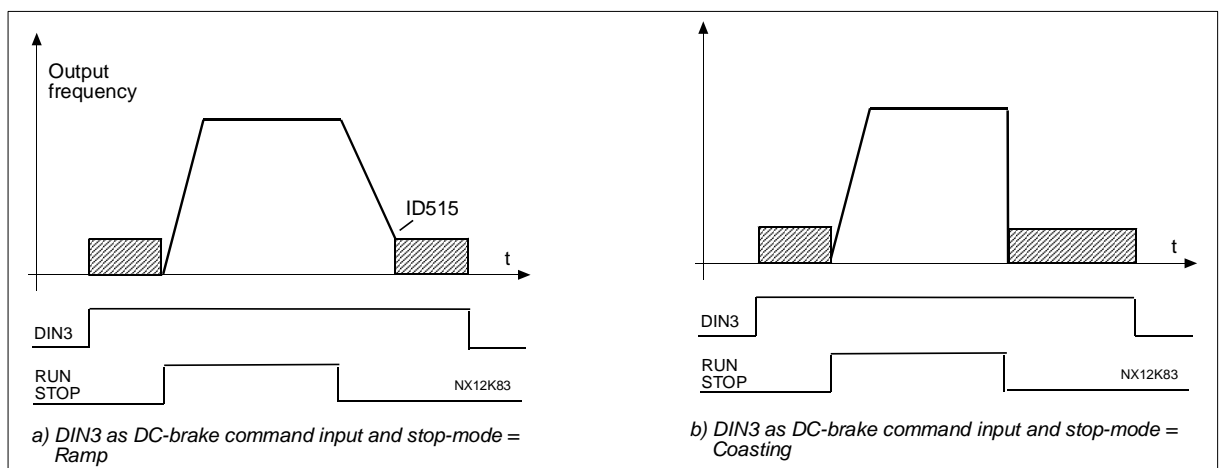 Output
frequency
ID515
t
DIN3
RUN
STOP
NX12K83
a) DIN3 as DC-brake command input and stop-mode =
Ramp
t
DIN3
RUN
STOP
NX12K83
b) DIN3 as DC-brake command input and stop-mode =
Coasting